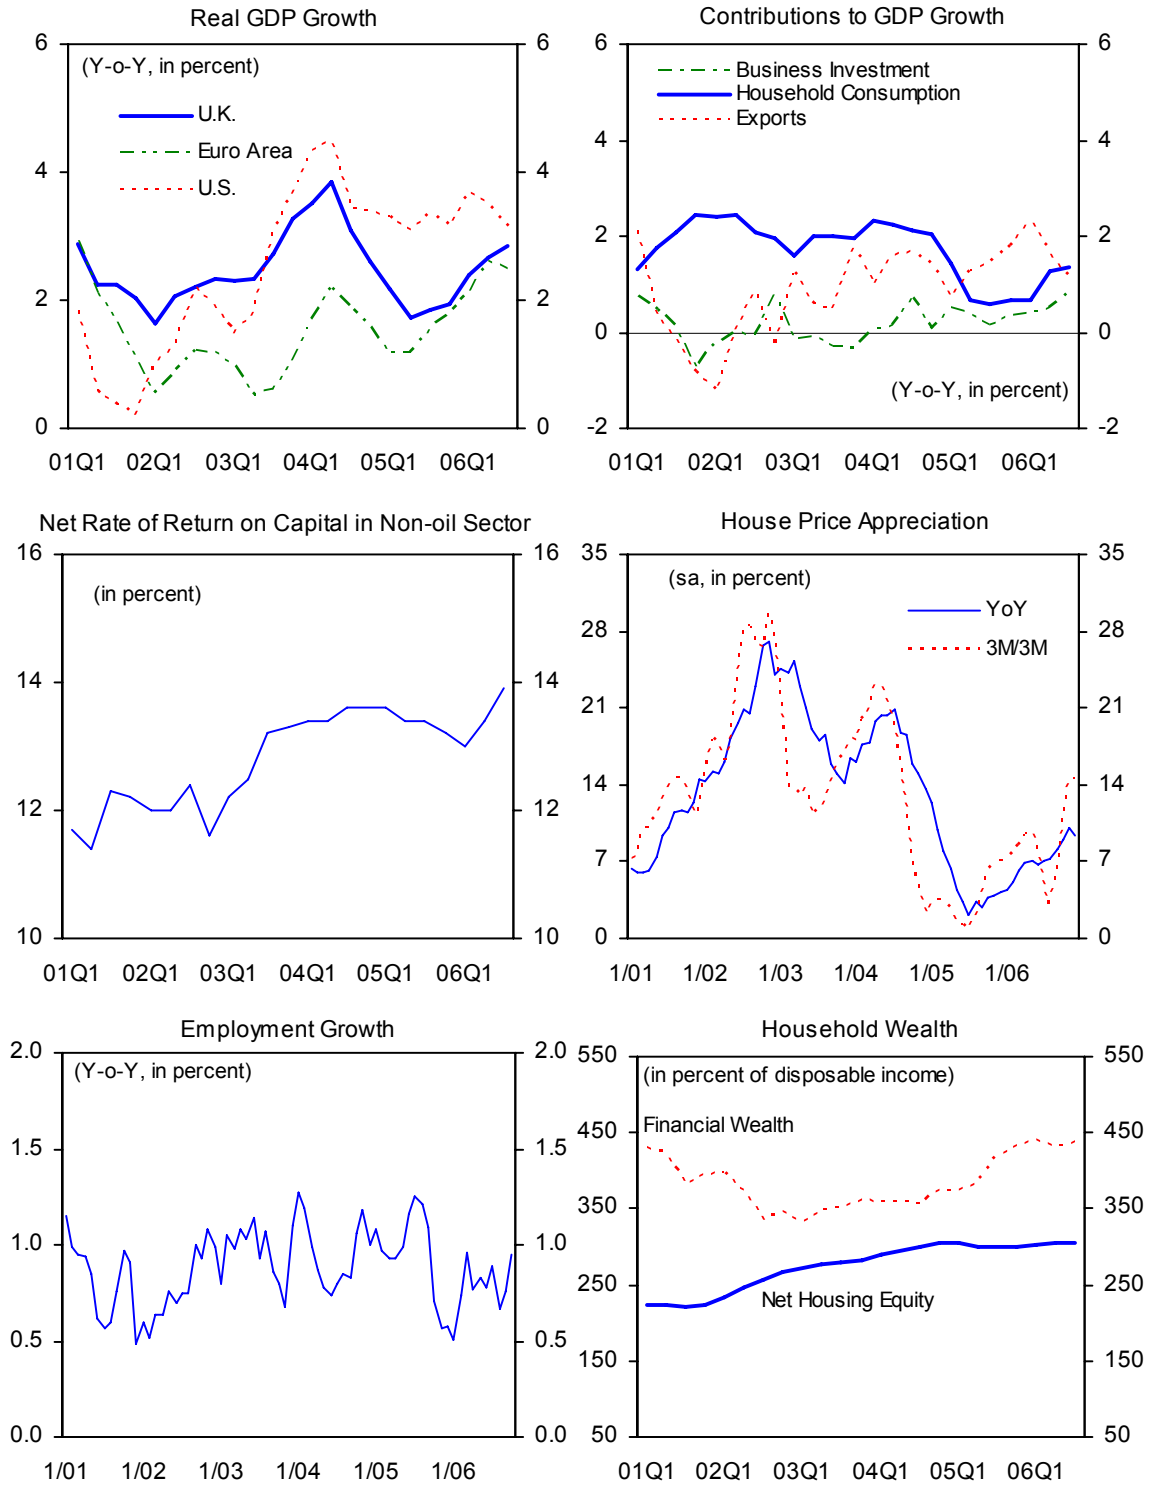 Real GDP Growth
6
4
2
0
6
4
2
0
(Y-o-Y, in percent)
U.K.
Euro Area
U.S.
01Q1 02Q1 03Q1 04Q1 05Q1 06Q1
Contributions to GDP Growth
6
4
2
0
-2
6
4
2
0
-2
Business Investment
Household Consumption
Exports
(Y-o-Y, in percent)
01Q1 02Q1 03Q1 04Q1 05Q1 06Q1
Net Rate of Return on Capital in Non-oil Sector
16
14
12
10
16
14
12
10
(in percent)
01Q1 02Q1 03Q1 04Q1 05Q1 06Q1
House Price Appreciation
35
28
21
14
7
0
35
28
21
14
7
0
(sa, in percent)
YoY
3M/3M
1/01 1/02 1/03 1/04 1/05 1/06
Employment Growth
2.0
1.5
1.0
0.5
0.0
2.0
1.5
1.0
0.5
0.0
(Y-o-Y, in percent)
1/01 1/02 1/03 1/04 1/05 1/06
Household Wealth
550
450
350
250
150
50
550
450
350
250
150
50
(in percent of disposable income)
Financial Wealth
Net Housing Equity
01Q1 02Q1 03Q1 04Q1 05Q1 06Q1